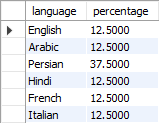 language percentage
English 12.5000
Arabic 12.5000
Persian 37.5000
Hindi 12.5000
French 12.5000
Italian 12.5000